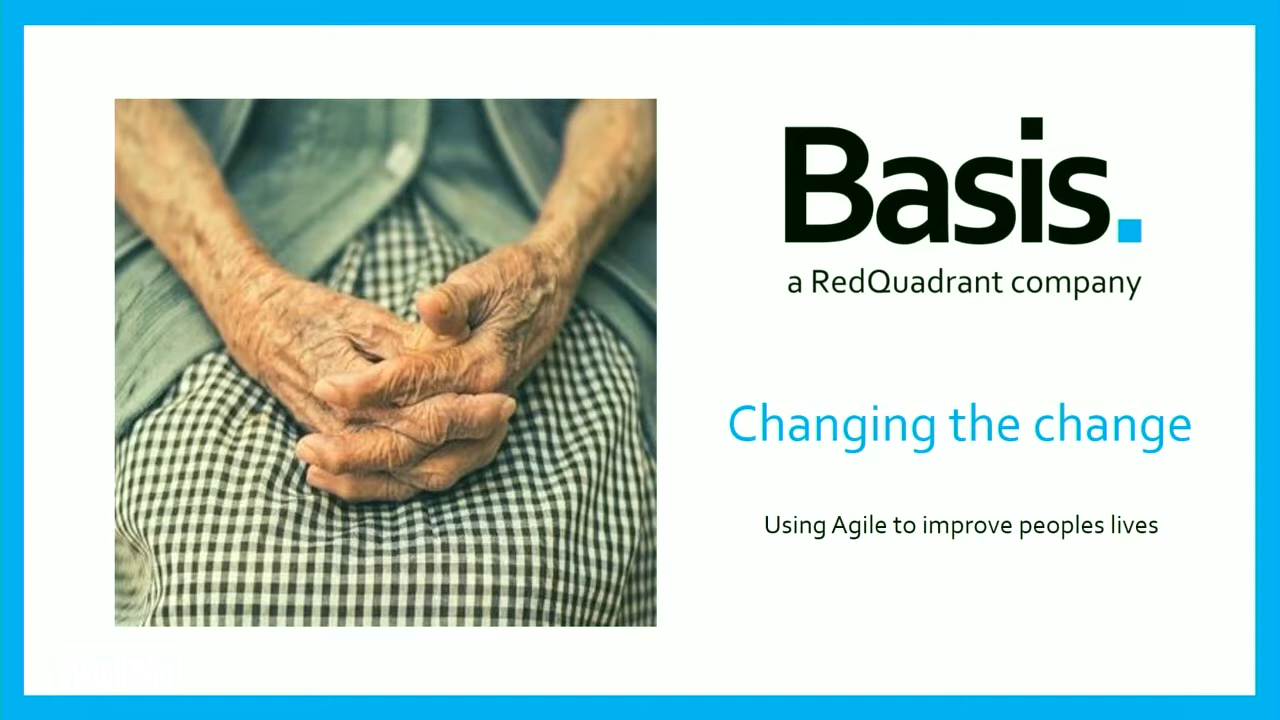 Basis.
a RedQuadrant company
Changing the change
Using Agile to improve peoples lives